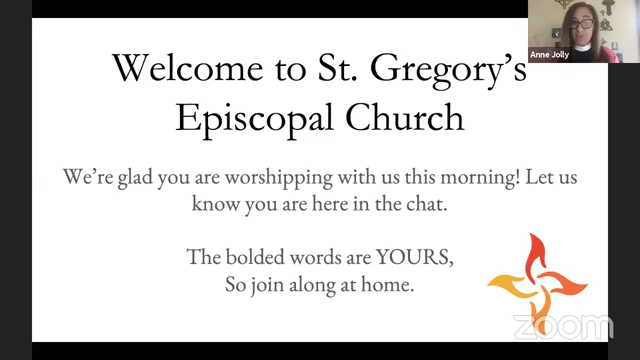 Anne Jolly
Welcome to St. Gregory's
Episcopal Church
We're glad you are worshipping with us this morning! Let us
know you are here in the chat.
The bolded words are YOURS,
So join along at home.
zoom